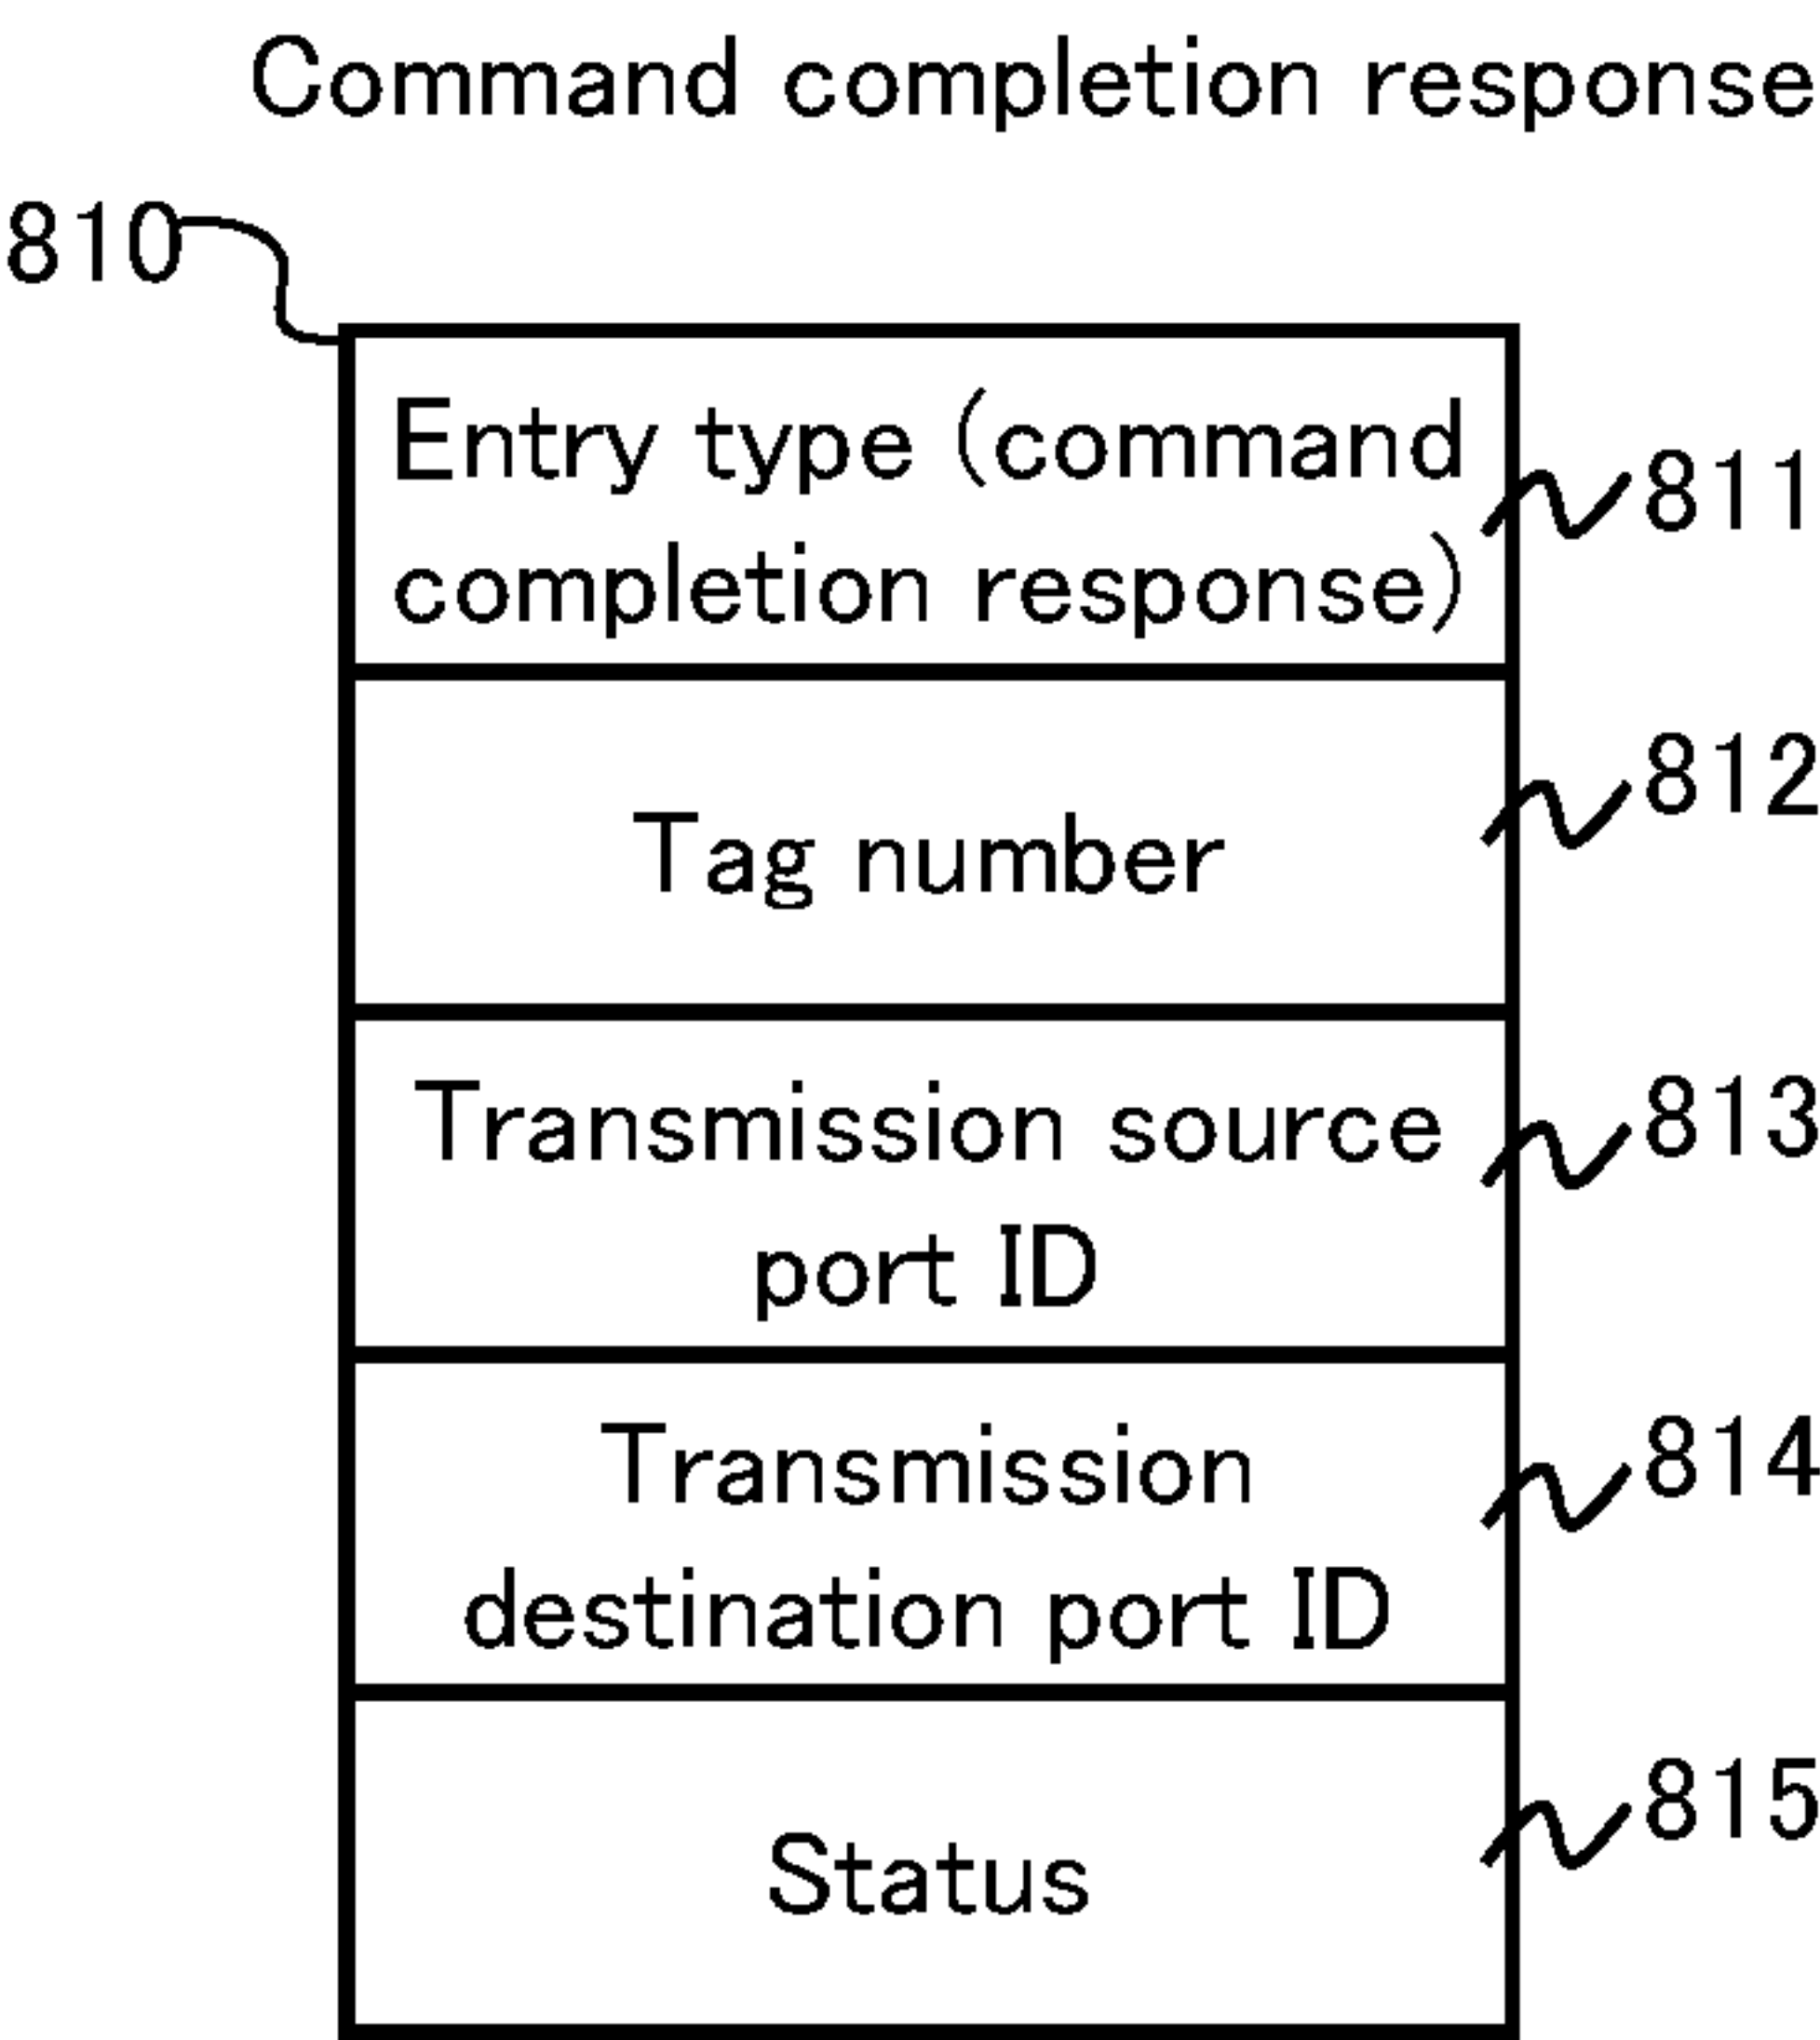 Command completion response
810
Entry type (command
completion response)
811
Tag number
812
Transmission source
port ID
813
Transmission
destination port ID
814
Status
815